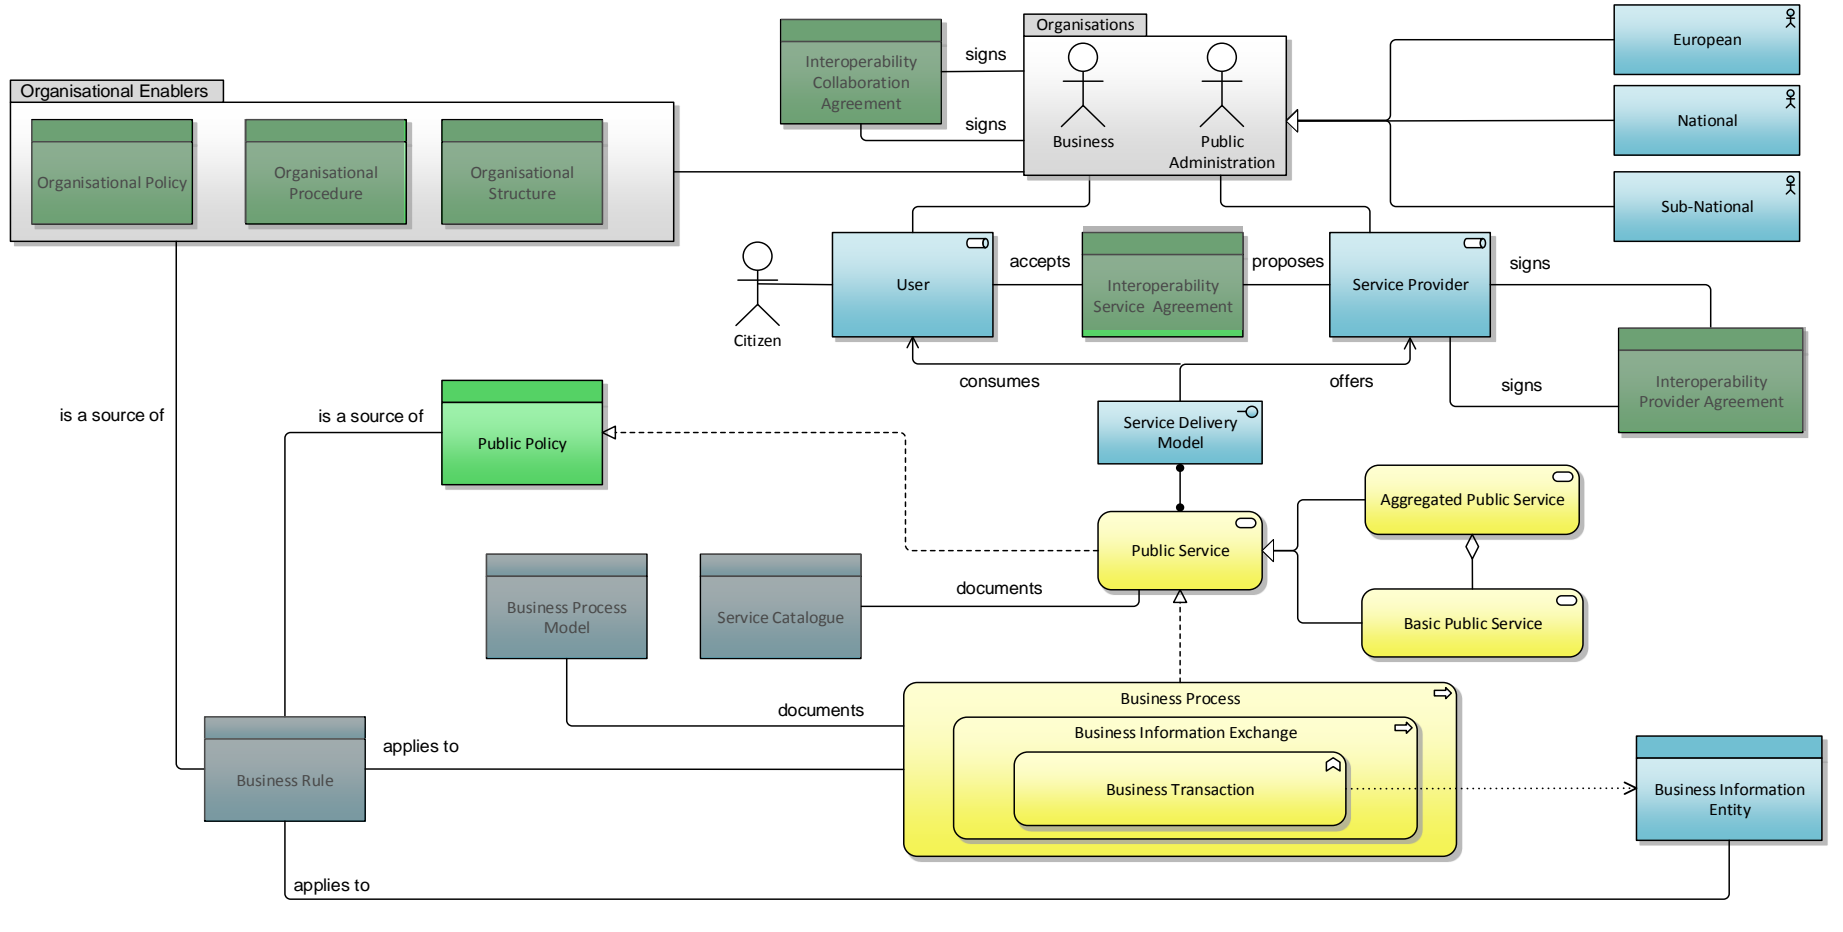 Organisations
European
Interoperability
Collaboration
Agreement
signs
signs
Business
Public
Administration
National
Sub-National
Organisational Enablers
Organisational Policy
Organisational
Procedure
Organisational
Structure
Citizen
User
accepts
Interoperability
Service  Agreement
proposes
Service Provider
signs
consumes
offers
signs
Interoperability
Provider Agreement
is a source of
is a source of
Public Policy
Service Delivery
Model
Public Service
Aggregated Public Service
Basic Public Service
Business Process
Model
Service Catalogue
documents
documents
Business Process
Business Information Exchange
Business Transaction
Business Rule
applies to
Business Information
Entity
applies to